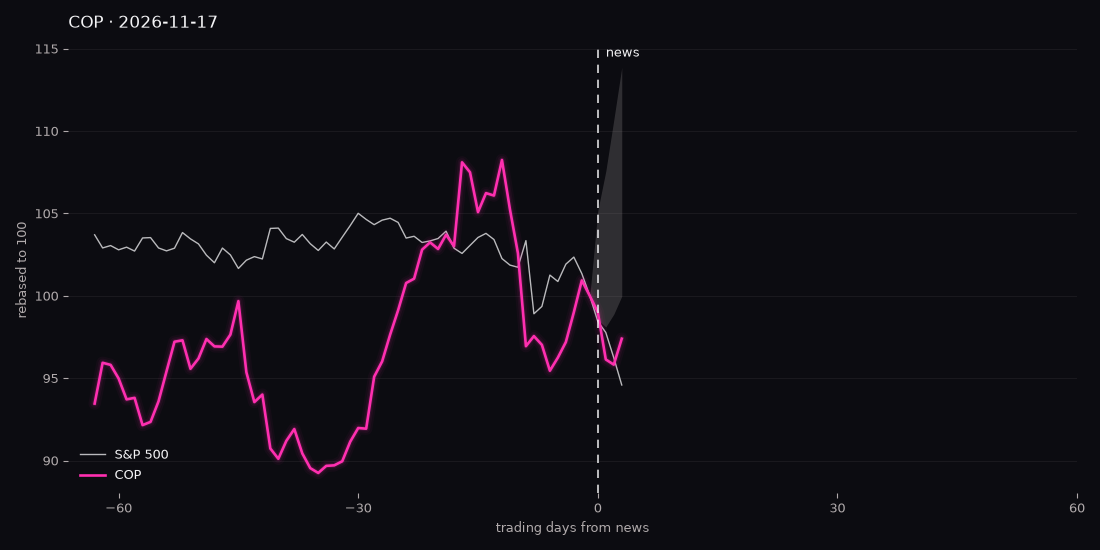 COP · 2026-11-17
news
115
110
105
100
95
90
rebased to 100
S&P 500
COP
−60
−30
0
30
60
trading days from news